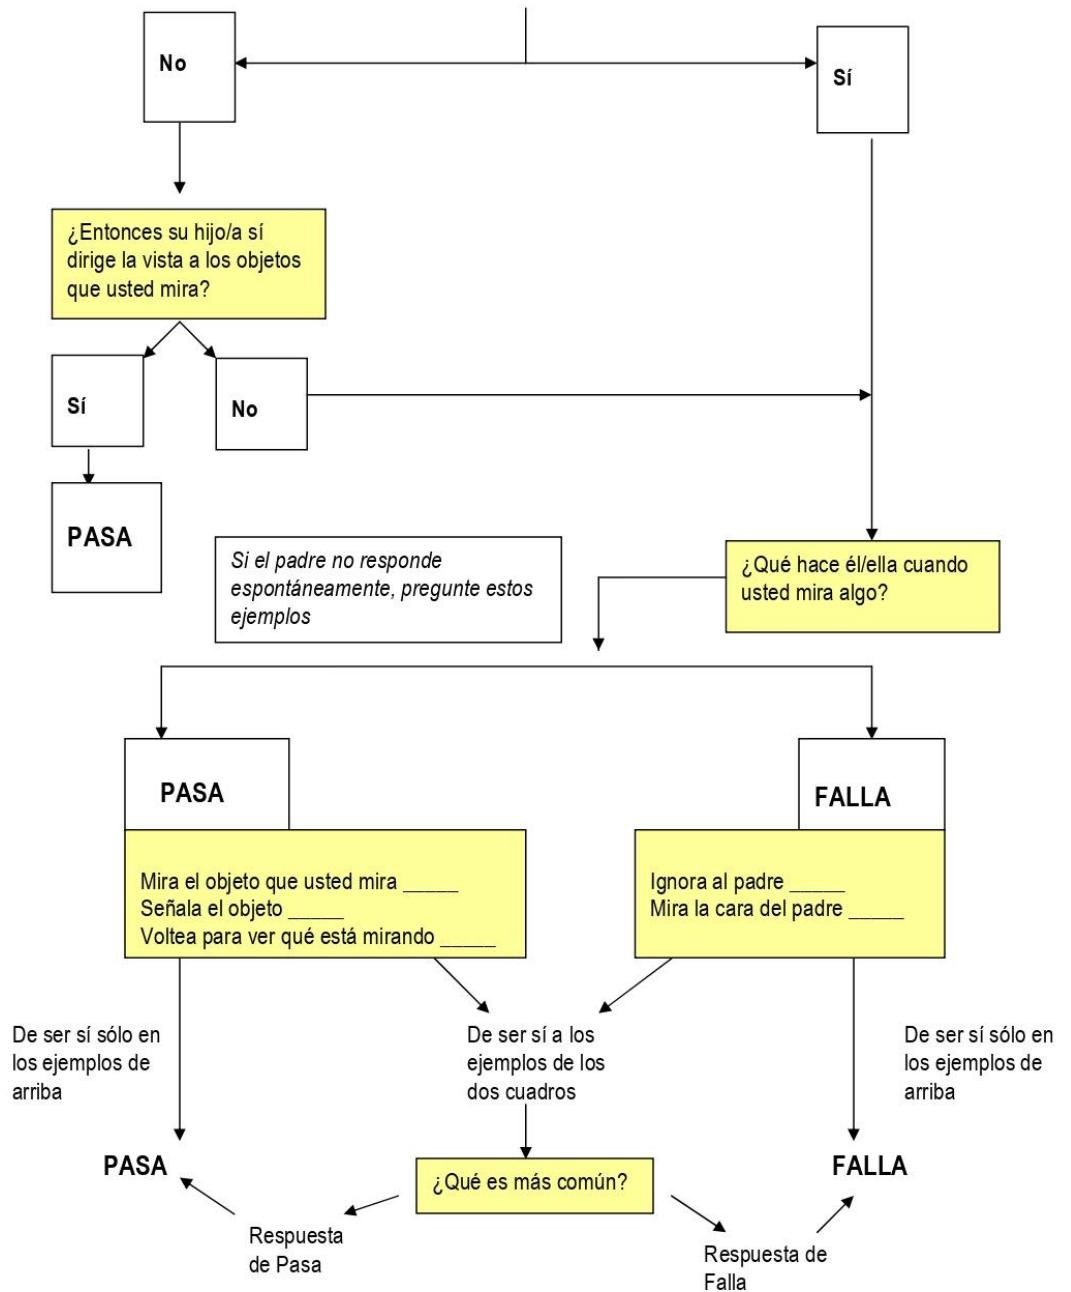 No
Sí
¿Entonces su hijo/a sí
dirige la vista a los objetos
que usted mira?
Sí
No
PASA
Si el padre no responde
espontáneamente, pregunte estos
ejemplos
¿Qué hace él/ella cuando
usted mira algo?
PASA
FALLA
Mira el objeto que usted mira _____
Señala el objeto _____
Voltea para ver qué está mirando _____
Ignora al padre _____
Mira la cara del padre _____
De ser sí sólo en
los ejemplos de
arriba
De ser sí a los
ejemplos de los
dos cuadros
De ser sí sólo en
los ejemplos de
arriba
PASA
¿Qué es más común?
FALLA
Respuesta
de Pasa
Respuesta de
Falla